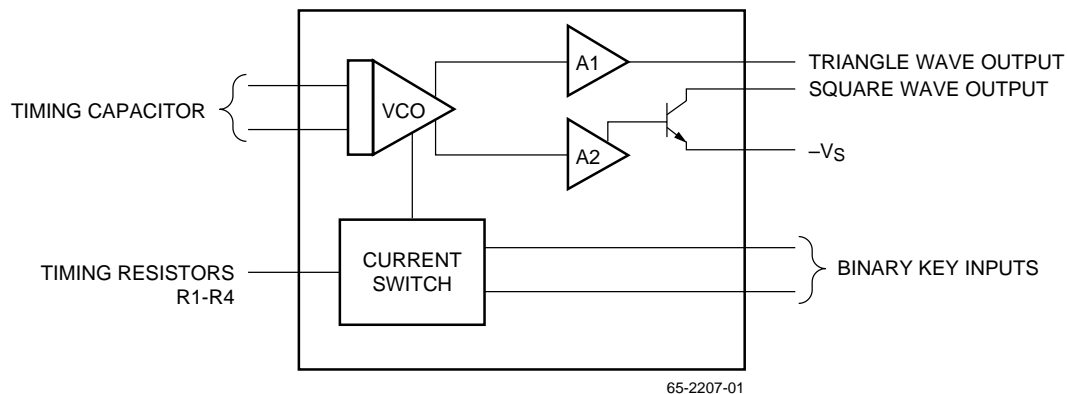 TIMING CAPACITOR
VCO
A1
TRIANGLE WAVE OUTPUT
SQUARE WAVE OUTPUT
A2
–VS
TIMING RESISTORS
R1-R4
CURRENT
SWITCH
BINARY KEY INPUTS
65-2207-01